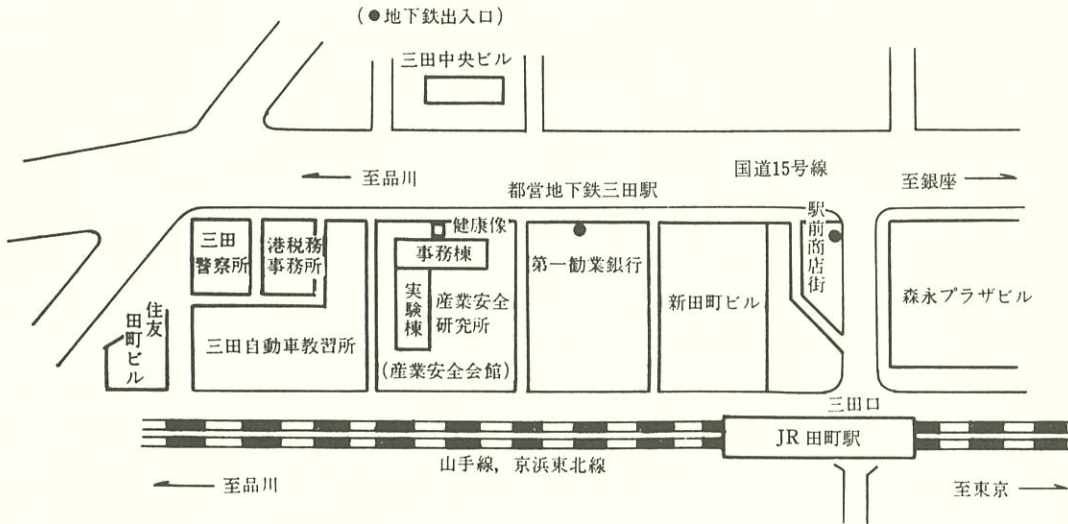 (●地下鉄出入口)
三田中央ビル
国道15号線
至品川
至銀座
都営地下鉄三田駅
三田
警察所
港税務
事務所
健康像
事務棟
実験棟
産業安全
研究所
(産業安全会館)
第一勧業銀行
新田町ビル
駅前商店街
森永プラザビル
住友
田町ビル
三田自動車教習所
三田口
JR 田町駅
山手線，京浜東北線
至品川
至東京